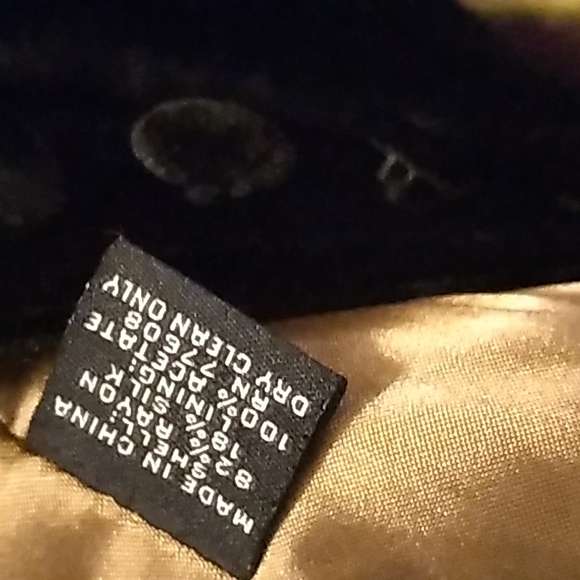 MADE IN CHINA
SHELL:
82% RAYON
18% SILK
LINING:
100% ACETATE
RN 77608
DRY CLEAN ONLY